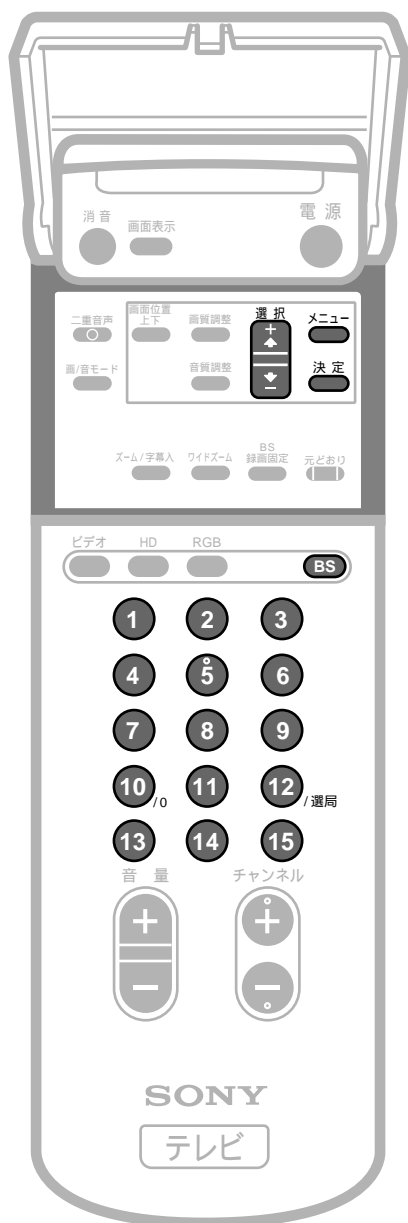 消音
画面表示
電源
二重音声
画面位置
上下
画質調整
選択
メニュー
画/音モード
音質調整
決定
ズーム/字幕入
ワイドズーム
BS
録画固定
元どおり
ビデオ
HD
RGB
BS
1
2
3
4
5
6
7
8
9
10/0
11
12/選局
13
14
15
音量
チャンネル
SONY
テレビ